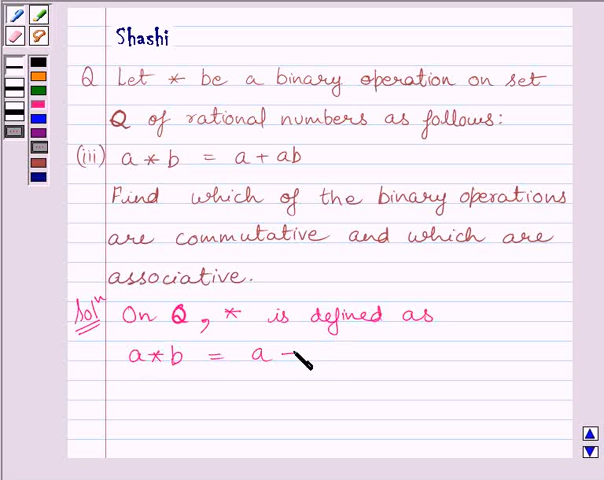 Shashi
Q Let * be a binary operation on set
Q of rational numbers as follows:
(iii) a * b = a + ab
Find which of the binary operations
are commutative and which are
associative.
Solⁿ On Q, * is defined as
a * b = a -